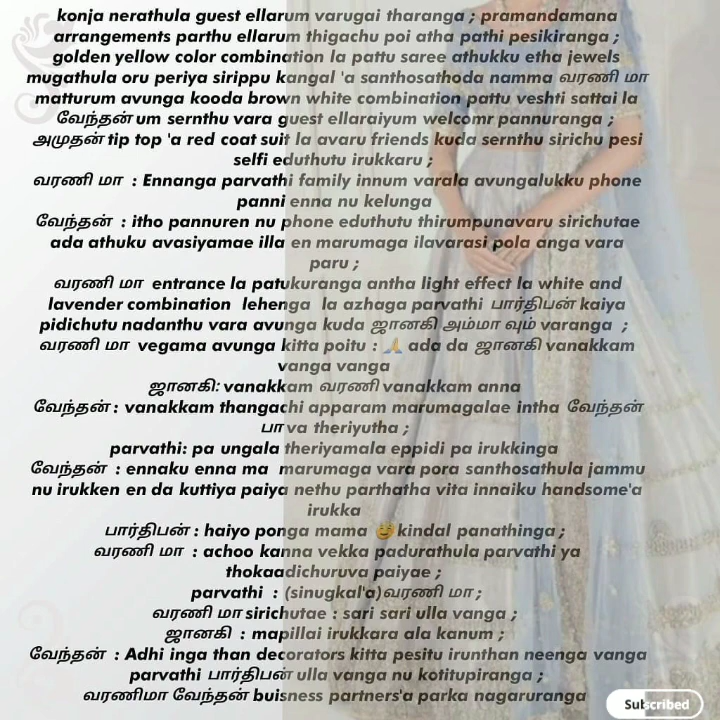 konja nerathula guest ellarum varugai tharanga ; pramandamana
arrangements parthu ellarum thigachu poi atha pathi pesikiranga ;
golden yellow color combination la pattu saree athukku etha jewels
mugathula oru periya sirippu kangal 'a santhosathoda namma வரணி மா
matturum avunga kooda brown white combination pattu veshti sattai la
வேந்தன் um sernthu vara guest ellaraiyum welcomr pannuranga ;
அமுதன் tip top 'a red coat suit la avaru friends kuda sernthu sirichu pesi
selfi eduthutu irukkaru ;
வரணி மா : Ennanga parvathi family innum varala avungalukku phone
panni enna nu kelunga
வேந்தன் : itho pannuren nu phone eduthutu thirumpunavaru sirichutae
ada athuku avasiyamae illa en marumaga ilavarasi pola anga vara
paru ;
வரணி மா entrance la patukuranga antha light effect la white and
lavender combination lehenga la azhaga parvathi பார்திபன் kaiya
pidichutu nadanthu vara avunga kuda ஜானகி அம்மா வும் varanga ;
வரணி மா vegama avunga kitta poitu : 🙏 ada da ஜானகி vanakkam
vanga vanga
ஜானகி: vanakkam வரணி vanakkam anna
வேந்தன் : vanakkam thangachi apparam marumagalae intha வேந்தன்
பா va theriyutha ;
parvathi: pa ungala theriyamala eppidi pa irukkinga
வேந்தன் : ennaku enna ma marumaga vara pora santhosathula jammu
nu irukken en da kuttiya paiya nethu parthatha vita innaiku handsome'a
irukka
பார்திபன் : haiyo ponga mama 😌 kindal panathinga ;
வரணி மா : achoo kanna vekka padurathula parvathi ya
thokaadichuruva paiyae ;
parvathi : (sinugkal'a)வரணி மா ;
வரணி மா sirichutae : sari sari ulla vanga ;
ஜானகி : mapillai irukkara ala kanum ;
வேந்தன் : Adhi inga than decorators kitta pesitu irunthan neenga vanga
parvathi பார்திபன் ulla vanga nu kotitupiranga ;
வரணிமா வேந்தன் buisness partners'a parka nagaruranga
Subscribed